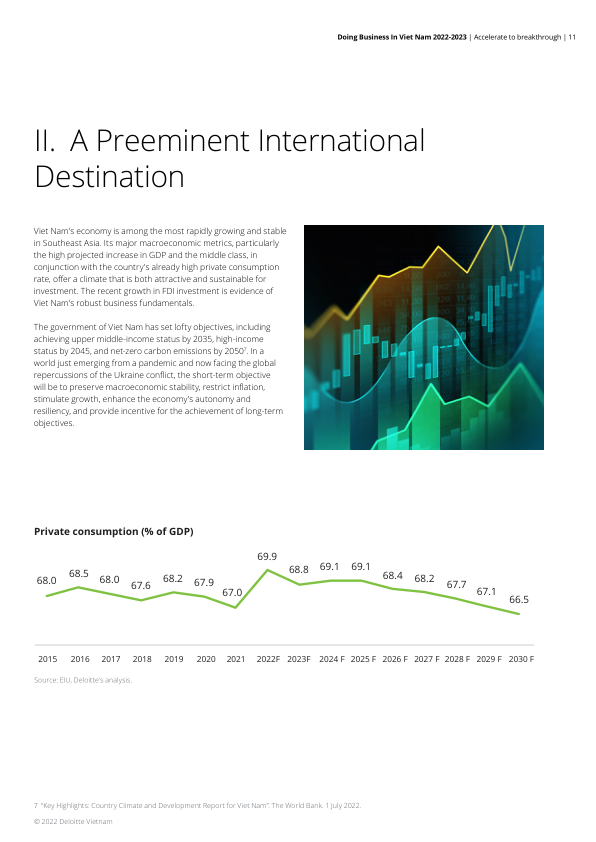 Doing Business In Viet Nam 2022-2023 | Accelerate to breakthrough | 11
II. A Preeminent International
Destination
Viet Nam's economy is among the most rapidly growing and stable
in Southeast Asia. Its major macroeconomic metrics, particularly
the high projected increase in GDP and the middle class, in
conjunction with the country's already high private consumption
rate, offer a climate that is both attractive and sustainable for
investment. The recent growth in FDI investment is evidence of
Viet Nam's robust business fundamentals.
The government of Viet Nam has set lofty objectives, including
achieving upper middle-income status by 2035, high-income
status by 2045, and net-zero carbon emissions by 2050⁷. In a
world just emerging from a pandemic and now facing the global
repercussions of the Ukraine conflict, the short-term objective
will be to preserve macroeconomic stability, restrict inflation,
stimulate growth, enhance the economy's autonomy and
resiliency, and provide incentive for the achievement of long-term
objectives.
Private consumption (% of GDP)
68.0 68.5 68.0 67.6 68.2 67.9 67.0 69.9 68.8 69.1 69.1 68.4 68.2 67.7 67.1 66.5
2015 2016 2017 2018 2019 2020 2021 2022F 2023F 2024 F 2025 F 2026 F 2027 F 2028 F 2029 F 2030 F
Source: EIU, Deloitte's analysis.
7 "Key Highlights: Country Climate and Development Report for Viet Nam". The World Bank. 1 July 2022.
© 2022 Deloitte Vietnam